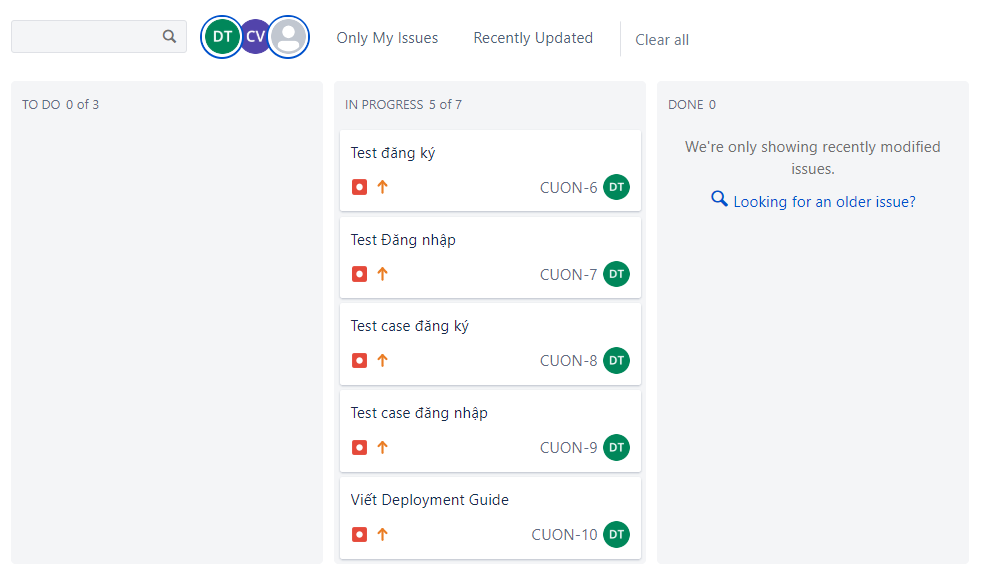 DT CV Only My Issues Recently Updated Clear all
TO DO 0 of 3
IN PROGRESS 5 of 7
Test đăng ký
CUON-6 DT
Test Đăng nhập
CUON-7 DT
Test case đăng ký
CUON-8 DT
Test case đăng nhập
CUON-9 DT
Viết Deployment Guide
CUON-10 DT
DONE 0
We're only showing recently modified
issues.
Looking for an older issue?